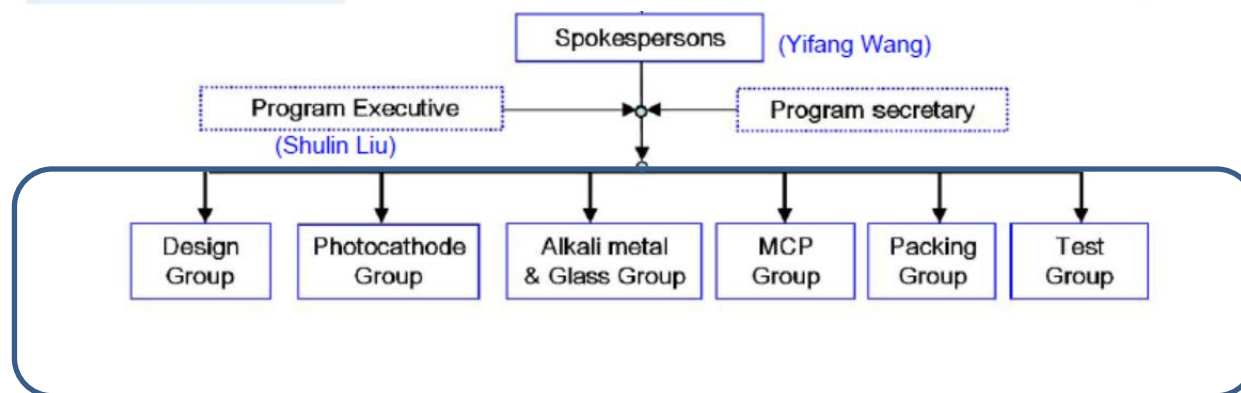 Spokespersons
(Yifang Wang)
Program Executive
Program secretary
(Shulin Liu)
Design
Group
Photocathode
Group
Alkali metal
& Glass Group
MCP
Group
Packing
Group
Test
Group